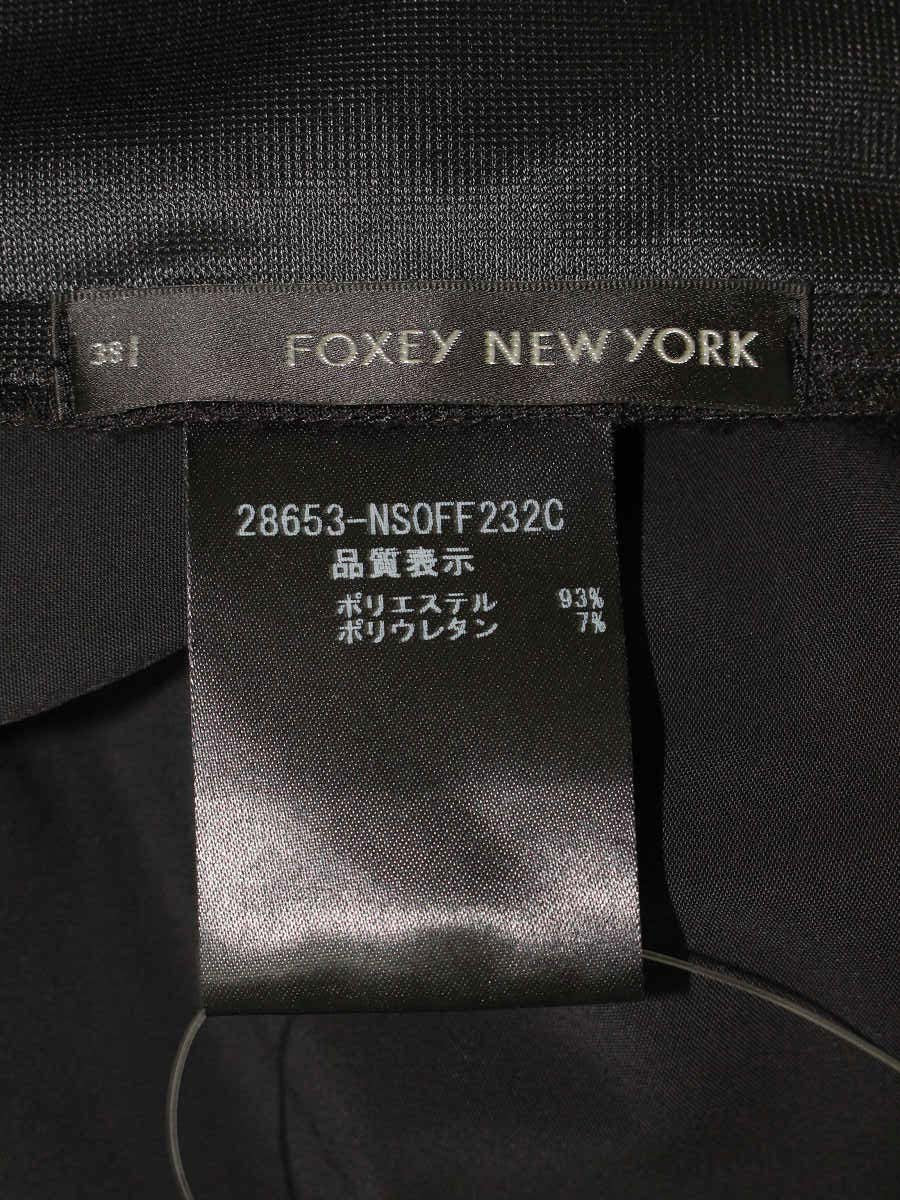 38
FOXEY NEW YORK
28653-NSOFF232C
品質表示
ポリエステル 93%
ポリウレタン 7%